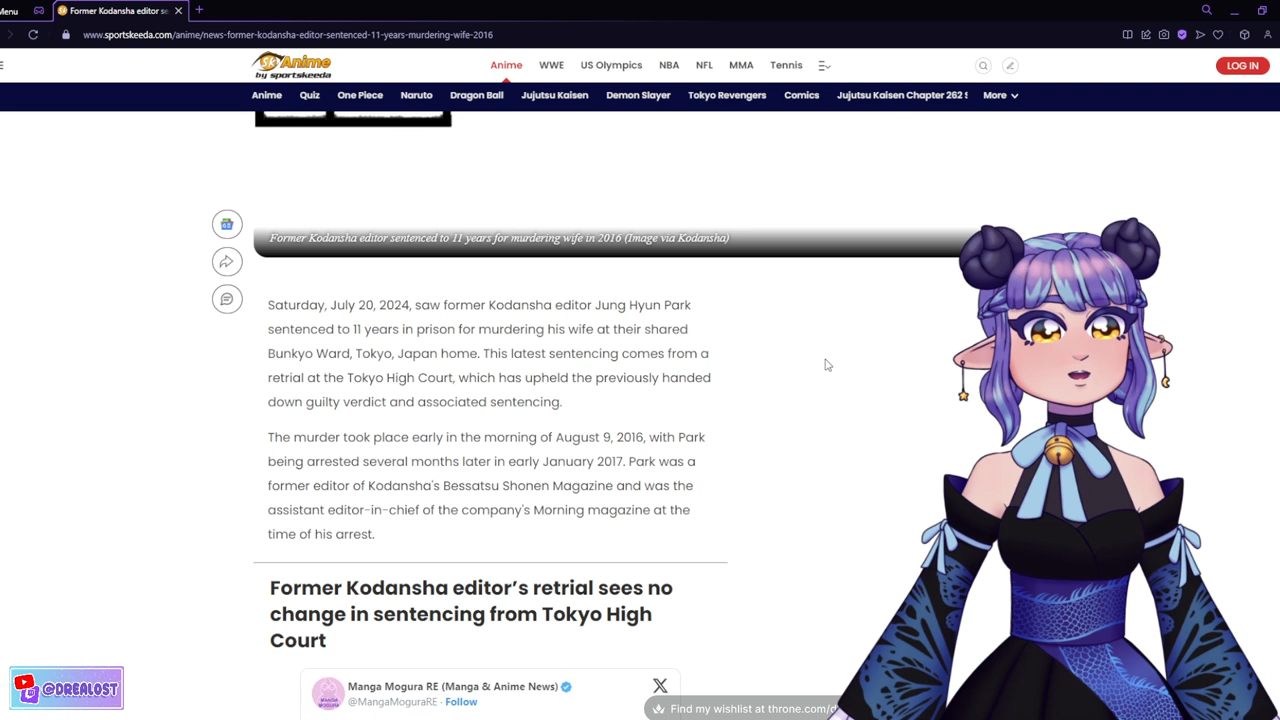 Menu
Former Kodansha editor se
www.sportskeeda.com/anime/news-former-kodansha-editor-sentenced-11-years-murdering-wife-2016
Anime
by sportskeeda
Anime WWE US Olympics NBA NFL MMA Tennis
LOG IN
Anime Quiz One Piece Naruto Dragon Ball Jujutsu Kaisen Demon Slayer Tokyo Revengers Comics Jujutsu Kaisen Chapter 262 S More
Former Kodansha editor sentenced to 11 years for murdering wife in 2016 (Image via Kodansha)
Saturday, July 20, 2024, saw former Kodansha editor Jung Hyun Park
sentenced to 11 years in prison for murdering his wife at their shared
Bunkyo Ward, Tokyo, Japan home. This latest sentencing comes from a
retrial at the Tokyo High Court, which has upheld the previously handed
down guilty verdict and associated sentencing.
The murder took place early in the morning of August 9, 2016, with Park
being arrested several months later in early January 2017. Park was a
former editor of Kodansha's Bessatsu Shonen Magazine and was the
assistant editor-in-chief of the company's Morning magazine at the
time of his arrest.
Former Kodansha editor's retrial sees no
change in sentencing from Tokyo High
Court
Manga Mogura RE (Manga & Anime News)
@MangaMoguraRE · Follow
Find my wishlist at throne.com/d
@DREALOST